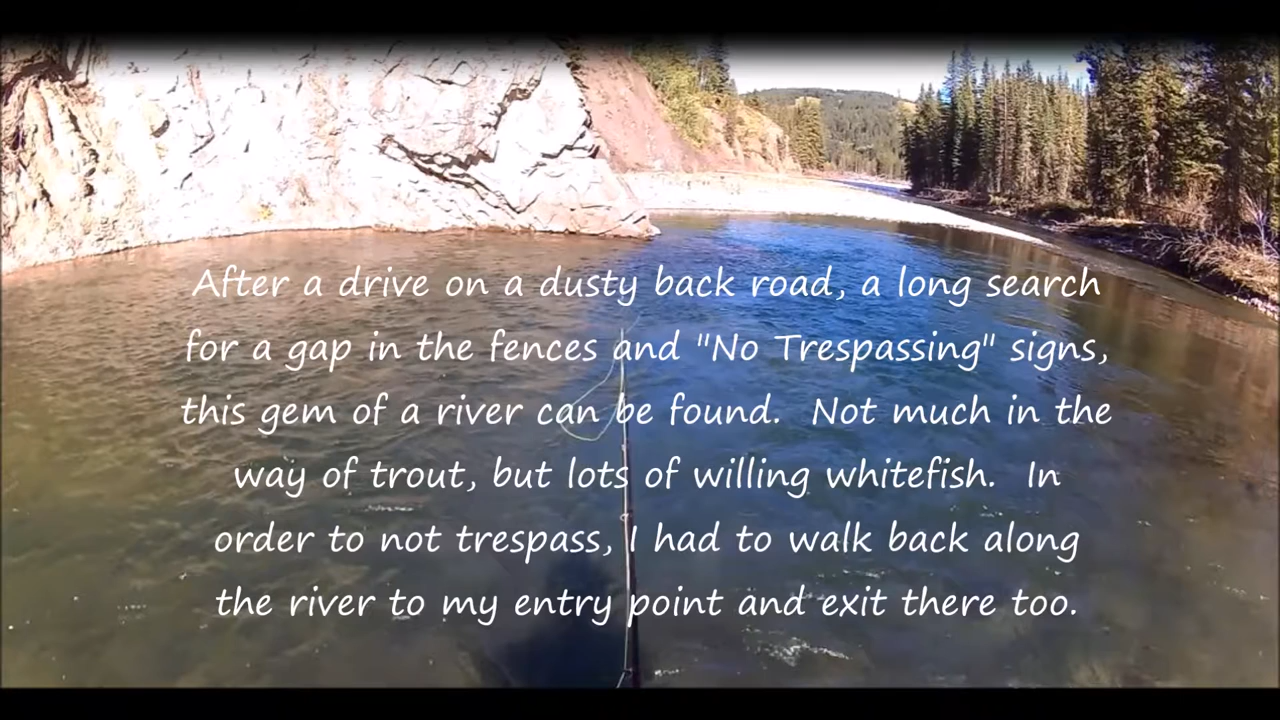 After a drive on a dusty back road, a long search
for a gap in the fences and "No Trespassing" signs,
this gem of a river can be found.  Not much in the
way of trout, but lots of willing whitefish.  In
order to not trespass, I had to walk back along
the river to my entry point and exit there too.